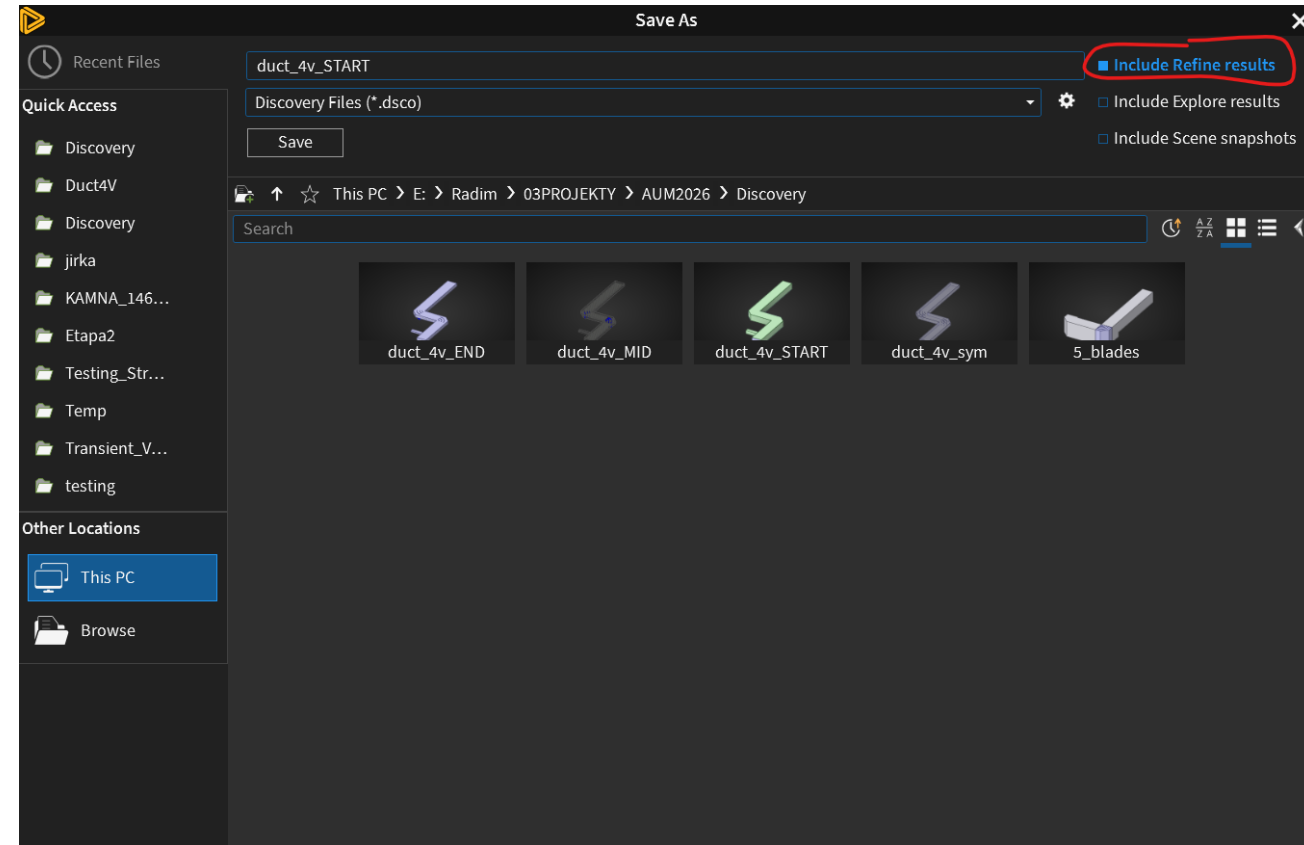 Save As
Recent Files
duct_4v_START
Include Refine results
Quick Access
Discovery Files (*.dsco)
Include Explore results
Save
Include Scene snapshots
Discovery
Duct4V
Discovery
jirka
KAMNA_146...
Etapa2
Testing_Str...
Temp
Transient_V...
testing
This PC > E: > Radim > 03PROJEKTY > AUM2026 > Discovery
Search
A Z
Z A
duct_4v_END
duct_4v_MID
duct_4v_START
duct_4v_sym
5_blades
Other Locations
This PC
Browse